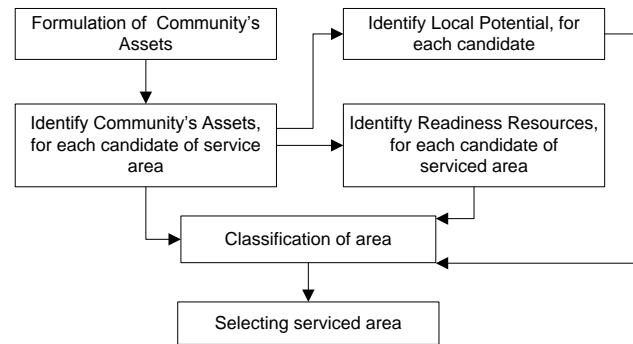 Formulation of Community's
Assets
Identify Local Potential, for
each candidate
Identify Community's Assets,
for each candidate of service
area
Identifty Readiness Resources,
for each candidate of
serviced area
Classification of area
Selecting serviced area